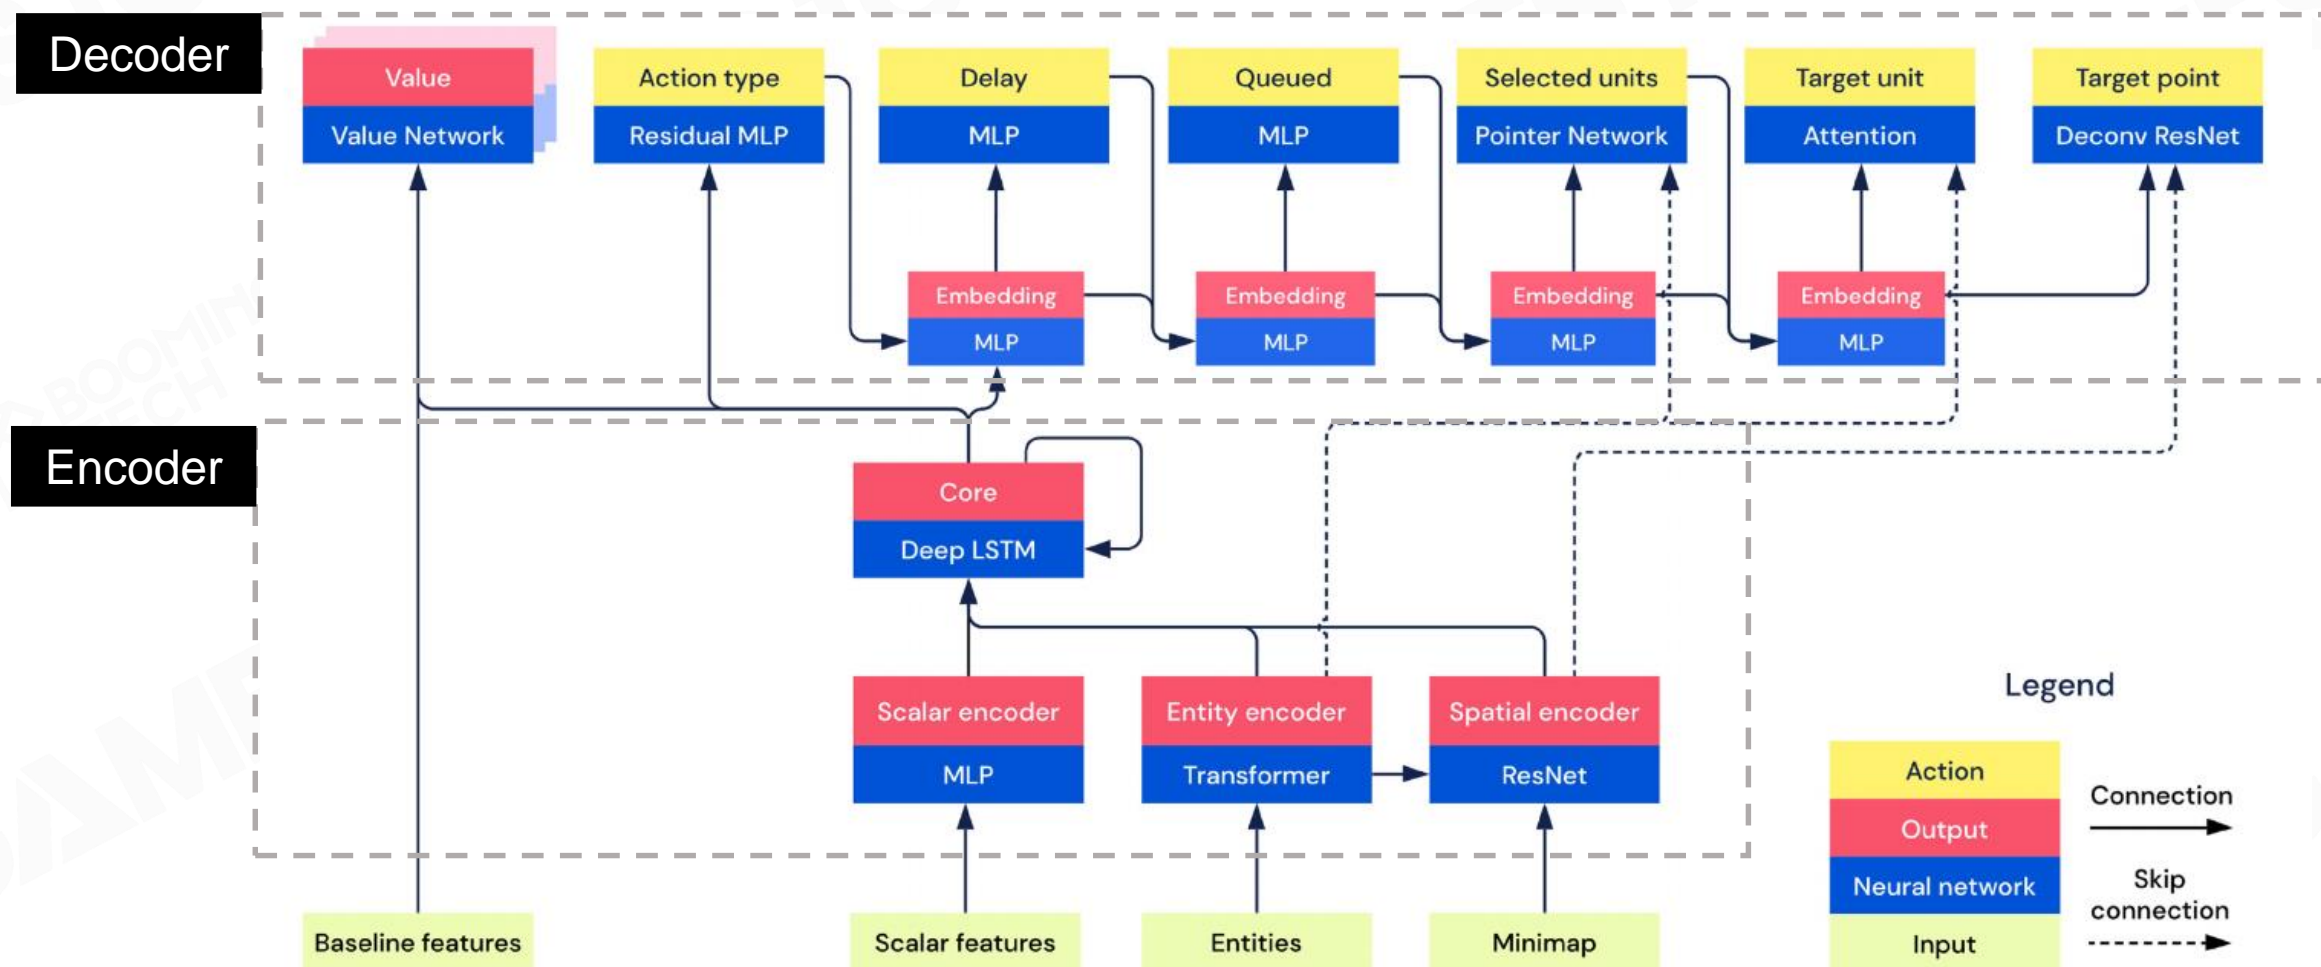 Decoder
Value
Value Network
Action type
Residual MLP
Delay
MLP
Queued
MLP
Selected units
Pointer Network
Target unit
Attention
Target point
Deconv ResNet
Embedding
MLP
Embedding
MLP
Embedding
MLP
Embedding
MLP
BOOMING
TECH
Encoder
Core
Deep LSTM
Scalar encoder
MLP
Entity encoder
Transformer
Spatial encoder
ResNet
Baseline features
Scalar features
Entities
Minimap
Legend
Action
Output
Neural network
Input
Connection
Skip
connection